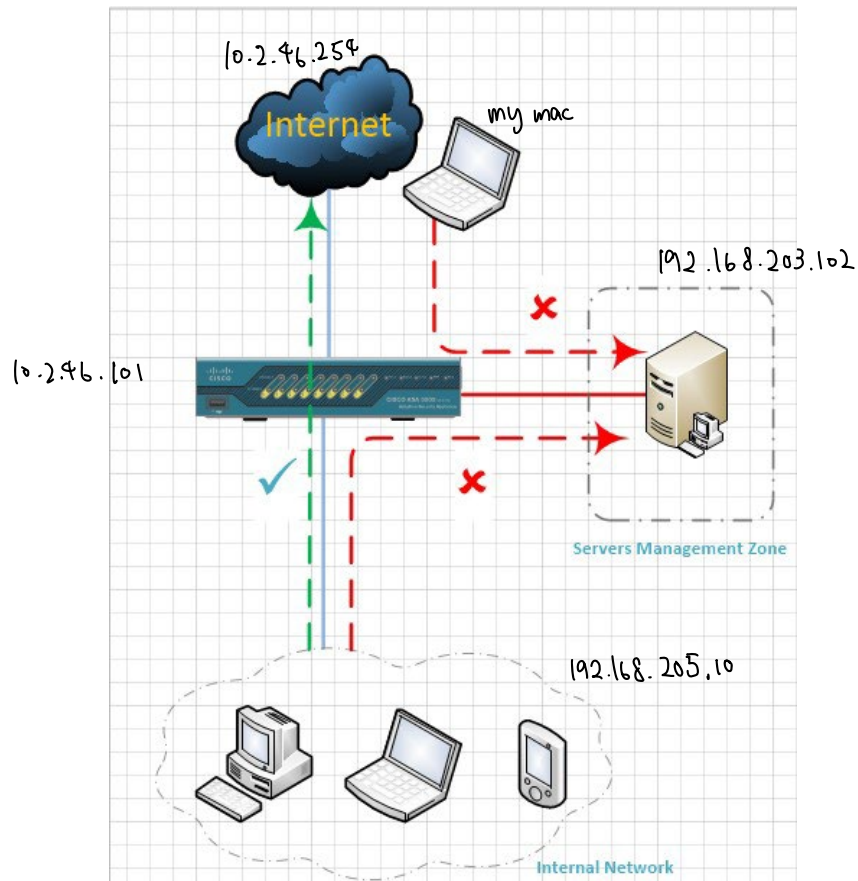 10.2.46.254
Internet
my mac
192.168.203.102
10.2.46.101
CISCO
Servers Management Zone
192.168.205.10
Internal Network